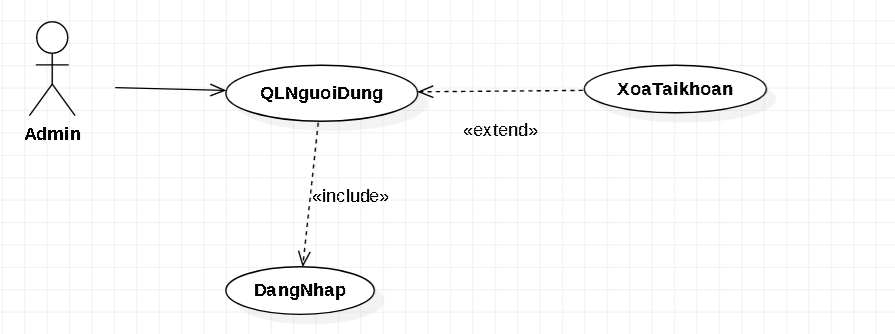 QLNguoiDung
XoaTaikhoan
Admin
«extend»
«include»
DangNhap